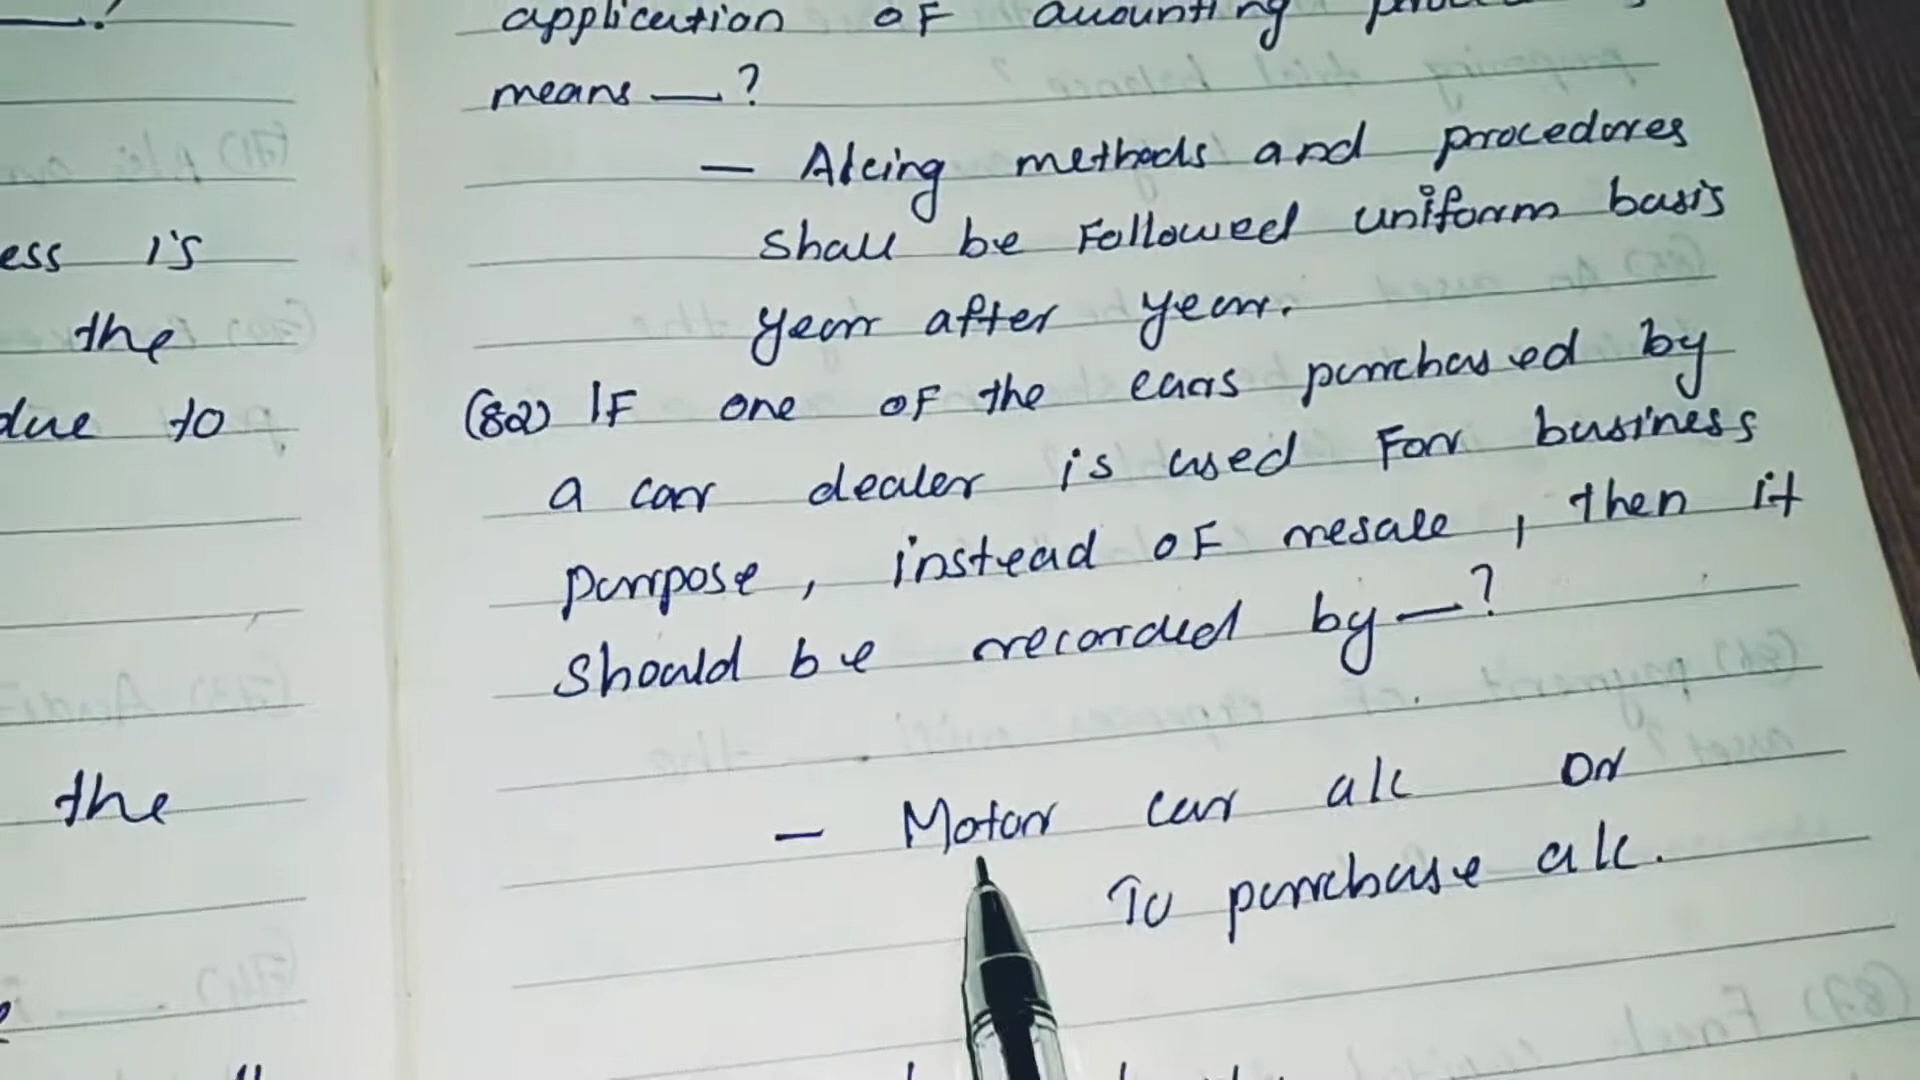 ess is
the
due to
the
application of accounting
means — ?
— Alcing methods and procedures
shall be followed uniform basis
year after year.
(82) IF one of the cars purchased by
a car dealer is used For business
purpose, instead of resale, then it
should be recorded by — ?
— Motor car a/c Dr
To purchase a/c.